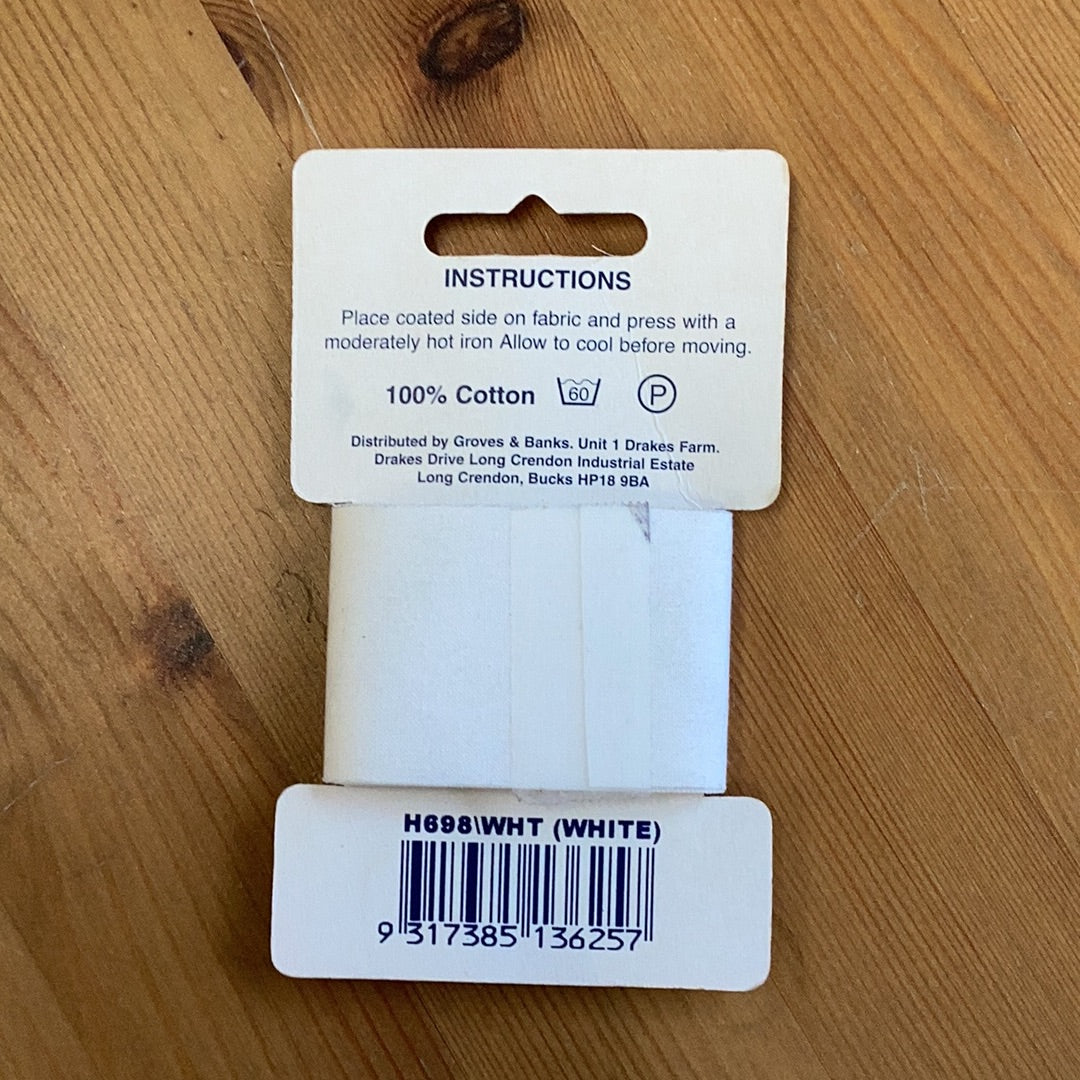 INSTRUCTIONS
Place coated side on fabric and press with a
moderately hot iron Allow to cool before moving.
100% Cotton 60 P
Distributed by Groves & Banks. Unit 1 Drakes Farm.
Drakes Drive Long Crendon Industrial Estate
Long Crendon, Bucks HP18 9BA
H698\WHT (WHITE)
9 317385 136257